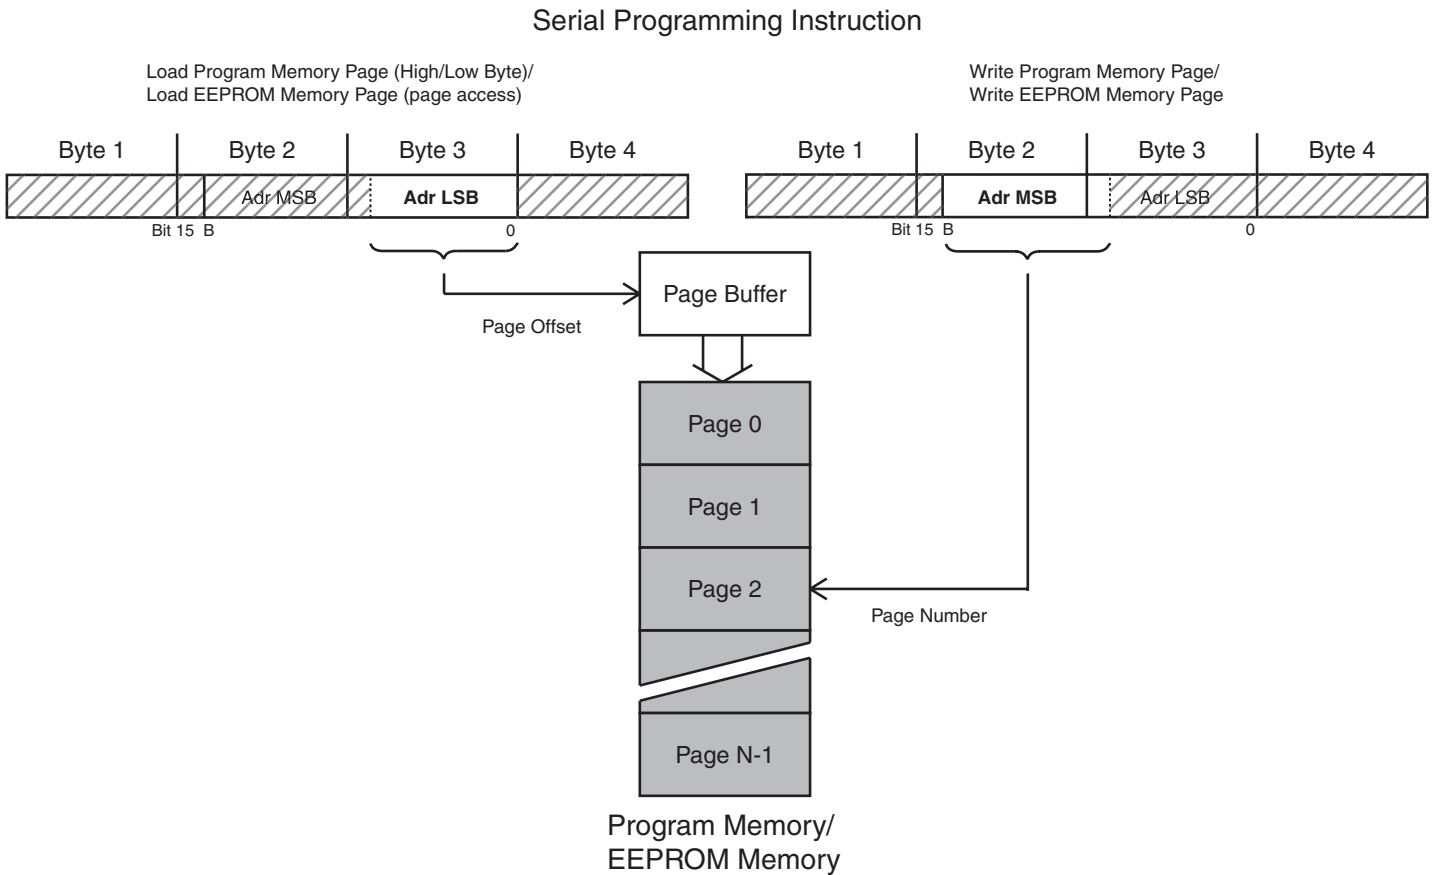 Serial Programming Instruction
Load Program Memory Page (High/Low Byte)/
Load EEPROM Memory Page (page access)
Byte 1 Byte 2 Byte 3 Byte 4
Adr MSB Adr LSB
Bit 15 B 0
Write Program Memory Page/
Write EEPROM Memory Page
Byte 1 Byte 2 Byte 3 Byte 4
Adr MSB Adr LSB
Bit 15 B 0
Page Buffer
Page Offset
Page 0
Page 1
Page 2
Page Number
Page N-1
Program Memory/
EEPROM Memory